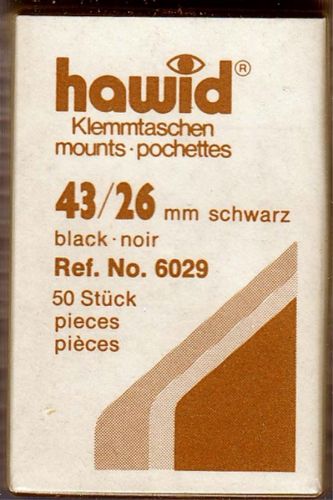 hawid®
Klemmtaschen
mounts · pochettes
43/26 mm schwarz
black · noir
Ref. No. 6029
50 Stück
pieces
pièces